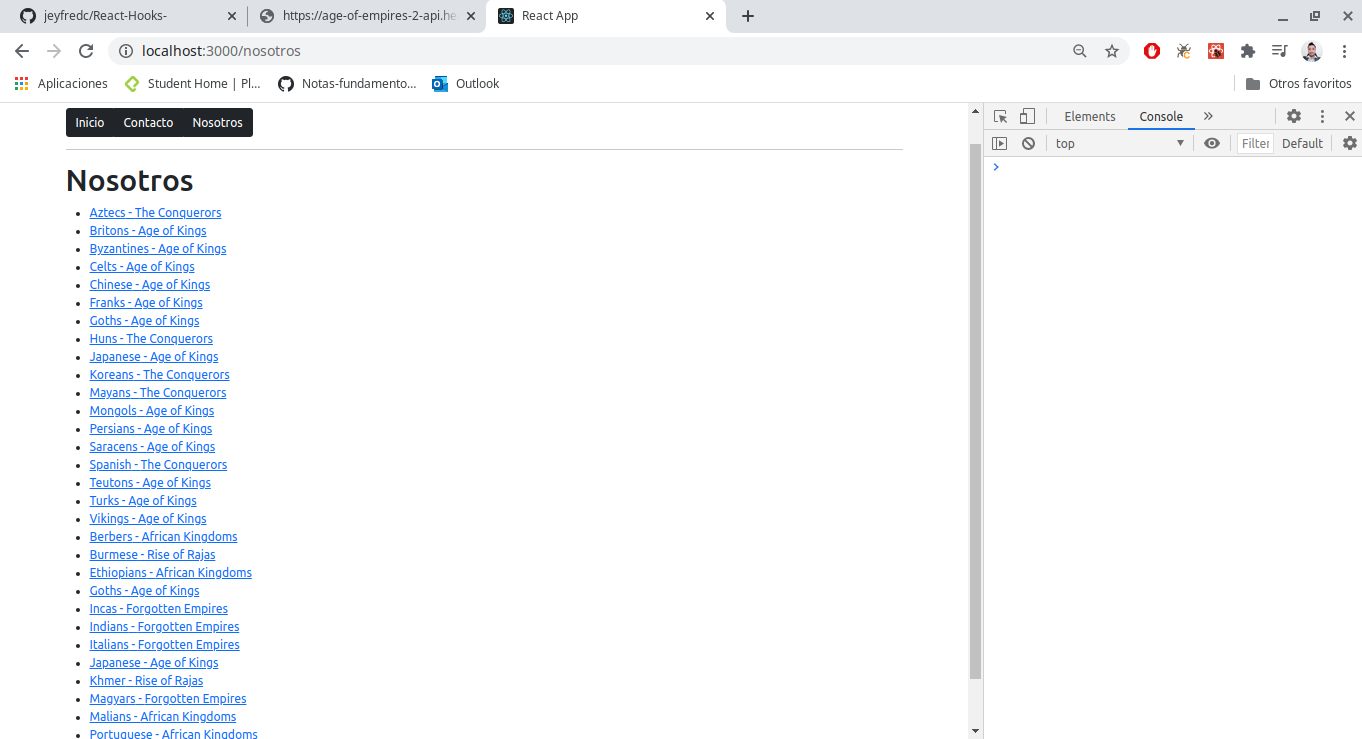 jeyfredc/React-Hooks-
https://age-of-empires-2-api.he
React App
localhost:3000/nosotros
Aplicaciones
Student Home | Pl...
Notas-fundamento...
Outlook
Otros favoritos
Inicio Contacto Nosotros
Elements Console »
top Filter Default
Nosotros
Aztecs - The Conquerors
Britons - Age of Kings
Byzantines - Age of Kings
Celts - Age of Kings
Chinese - Age of Kings
Franks - Age of Kings
Goths - Age of Kings
Huns - The Conquerors
Japanese - Age of Kings
Koreans - The Conquerors
Mayans - The Conquerors
Mongols - Age of Kings
Persians - Age of Kings
Saracens - Age of Kings
Spanish - The Conquerors
Teutons - Age of Kings
Turks - Age of Kings
Vikings - Age of Kings
Berbers - African Kingdoms
Burmese - Rise of Rajas
Ethiopians - African Kingdoms
Goths - Age of Kings
Incas - Forgotten Empires
Indians - Forgotten Empires
Italians - Forgotten Empires
Japanese - Age of Kings
Khmer - Rise of Rajas
Magyars - Forgotten Empires
Malians - African Kingdoms
Portuguese - African Kingdoms